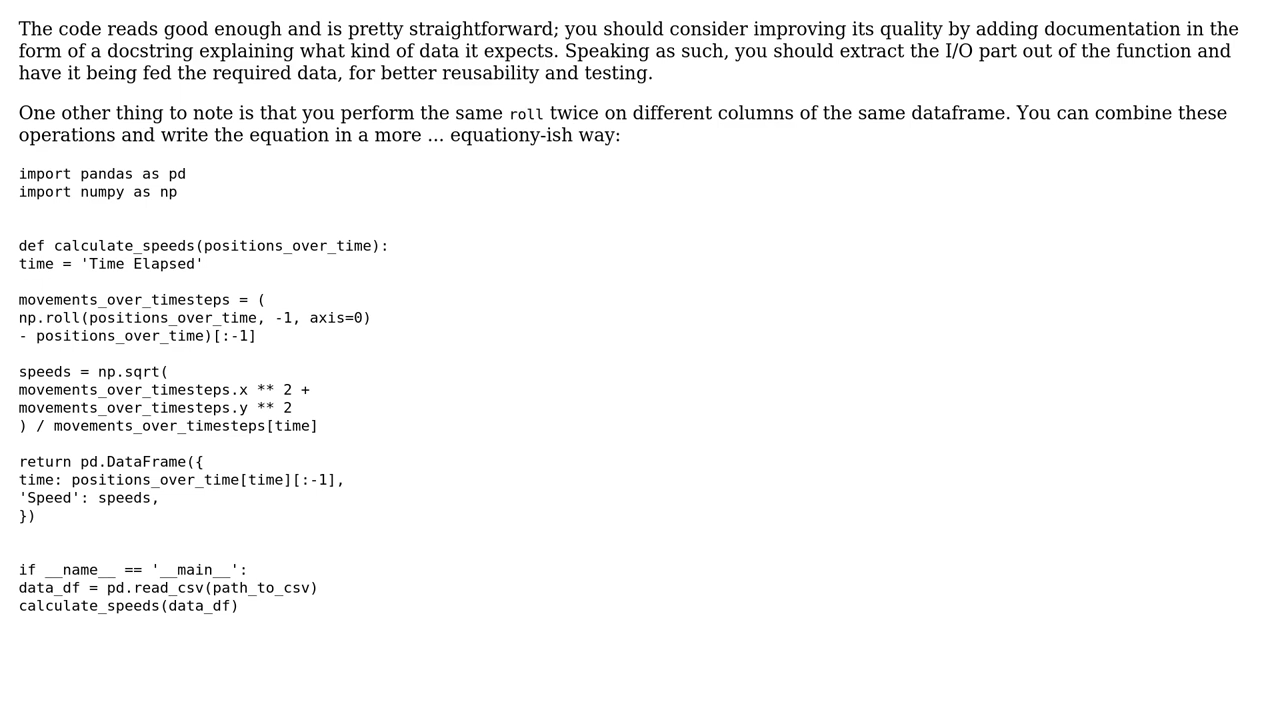 The code reads good enough and is pretty straightforward; you should consider improving its quality by adding documentation in the
form of a docstring explaining what kind of data it expects. Speaking as such, you should extract the I/O part out of the function and
have it being fed the required data, for better reusability and testing.
One other thing to note is that you perform the same roll twice on different columns of the same dataframe. You can combine these
operations and write the equation in a more ... equationy-ish way:
import pandas as pd
import numpy as np
def calculate_speeds(positions_over_time):
time = 'Time Elapsed'
movements_over_timesteps = (
np.roll(positions_over_time, -1, axis=0)
- positions_over_time)[:-1]
speeds = np.sqrt(
movements_over_timesteps.x ** 2 +
movements_over_timesteps.y ** 2
) / movements_over_timesteps[time]
return pd.DataFrame({
time: positions_over_time[time][:-1],
'Speed': speeds,
})
if __name__ == '__main__':
data_df = pd.read_csv(path_to_csv)
calculate_speeds(data_df)